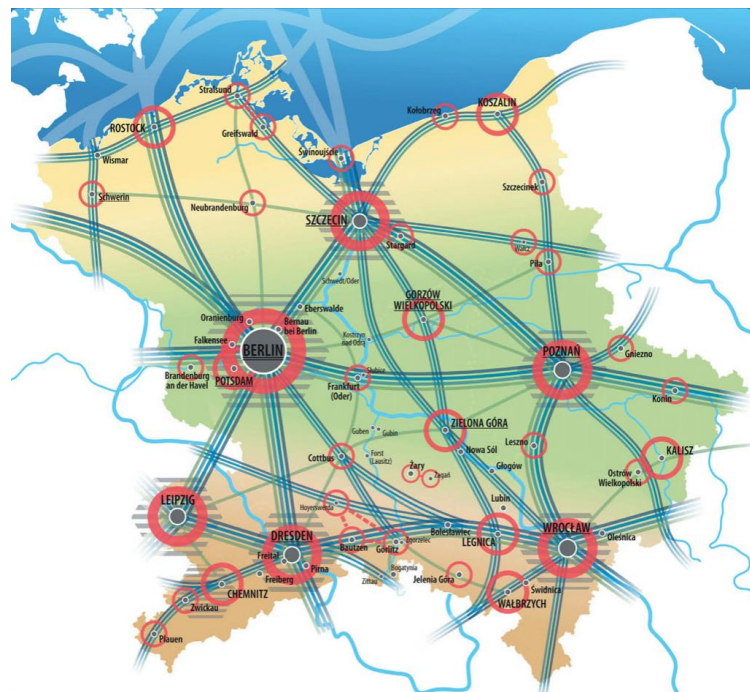 Stralsund
ROSTOCK
Greifswald
Wismar
Schwerin
Neubrandenburg
Świnoujście
Kołobrzeg
KOSZALIN
Szczecinek
SZCZECIN
Stargard
Wałcz
Piła
Schwedt/Oder
GORZÓW
WIELKOPOLSKI
Oranienburg
Eberswalde
Bernau
bei Berlin
Falkensee
BERLIN
Kostrzyn
nad Odrą
POZNAŃ
Gniezno
Brandenburg
an der Havel
POTSDAM
Słubice
Frankfurt
(Oder)
Konin
Guben
Gubin
ZIELONA GÓRA
Nowa Sól
Leszno
KALISZ
Cottbus
Forst
(Lausitz)
Żary
Żagań
Głogów
Ostrów
Wielkopolski
LEIPZIG
Hoyerswerda
Lubin
DRESDEN
Bautzen
Görlitz
Zgorzelec
Bolesławiec
LEGNICA
WROCŁAW
Oleśnica
Freital
Pirna
Freiberg
Zittau
Bogatynia
Jelenia Góra
Świdnica
WAŁBRZYCH
CHEMNITZ
Zwickau
Plauen